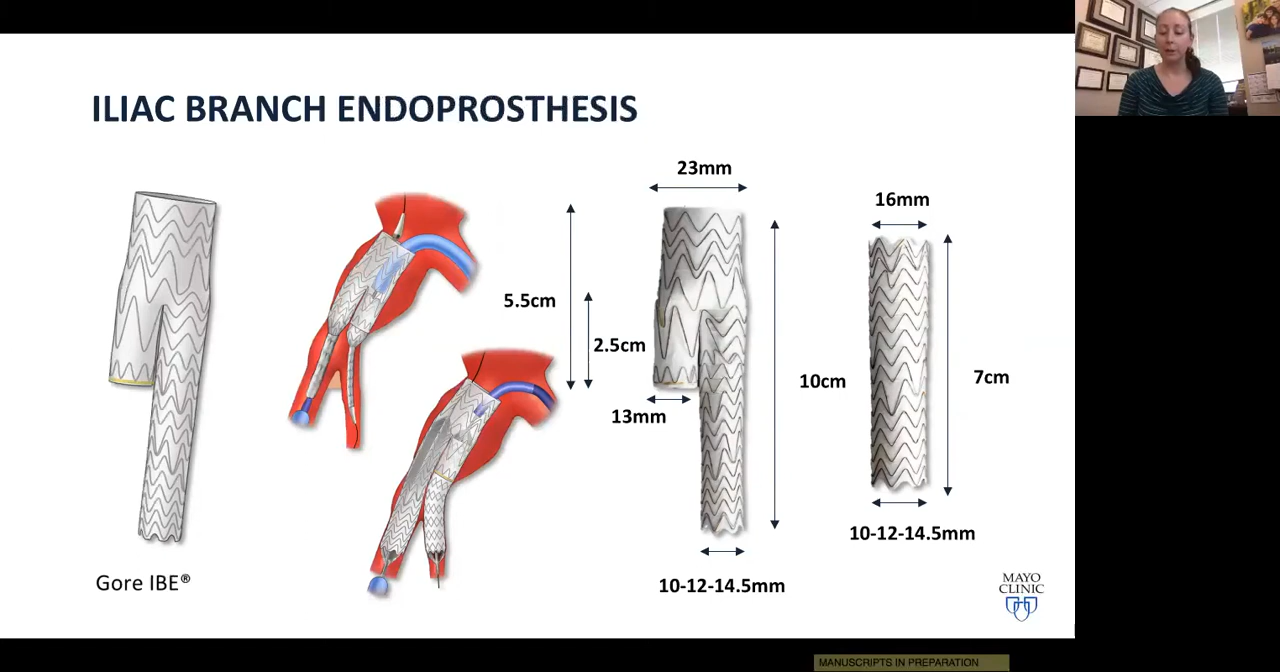 ILIAC BRANCH ENDOPROSTHESIS
23mm
16mm
5.5cm
2.5cm
10cm
7cm
13mm
10-12-14.5mm
10-12-14.5mm
Gore IBE®
MAYO
CLINIC
MANUSCRIPTS IN PREPARATION